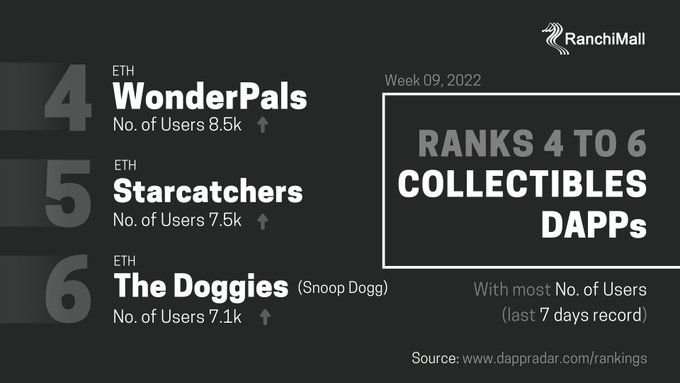 RanchiMall
4
ETH
WonderPals
No. of Users 8.5k
5
ETH
Starcatchers
No. of Users 7.5k
6
ETH
The Doggies (Snoop Dogg)
No. of Users 7.1k
Week 09, 2022
RANKS 4 TO 6
COLLECTIBLES
DAPPs
With most No. of Users
(last 7 days record)
Source: www.dappradar.com/rankings